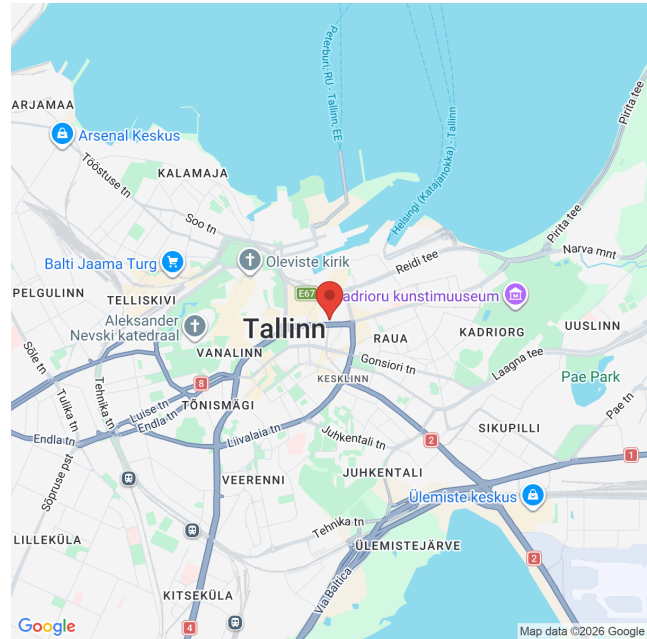 Peterburi, RU - Tallinn, EE
Helsingi (Katajanokka) - Tallinn
Pirita tee
ARJAMAA
Arsenal Keskus
Tööstuse tn
KALAMAJA
Soo tn
Pirita tee
Narva mnt
Oleviste kirik
Reidi tee
Balti Jaama Turg
PELGULINN
TELLISKIVI
E67
adrioru kunstimuuseum
Aleksander
Nevski katedraal
Tallinn
RAUA
KADRIORG
UUSLINN
Sõle tn
VANALINN
Gonsiori tn
Laagna tee
Pae Park
Tehnika tn
Tulika tn
8
KESKLINN
Luise tn
TÕNISMÄGI
Pae tn
Endla tn
Endla tn
Liivalaia tn
Juhkentali tn
2
SIKUPILLI
1
Sõpruse pst
VEERENNI
JUHKENTALI
Ülemiste keskus
Tehnika tn
LILLEKÜLA
ÜLEMISTEJÄRVE
2
Via Baltica
KITSEKÜLA
4
Google
Map data ©2026 Google